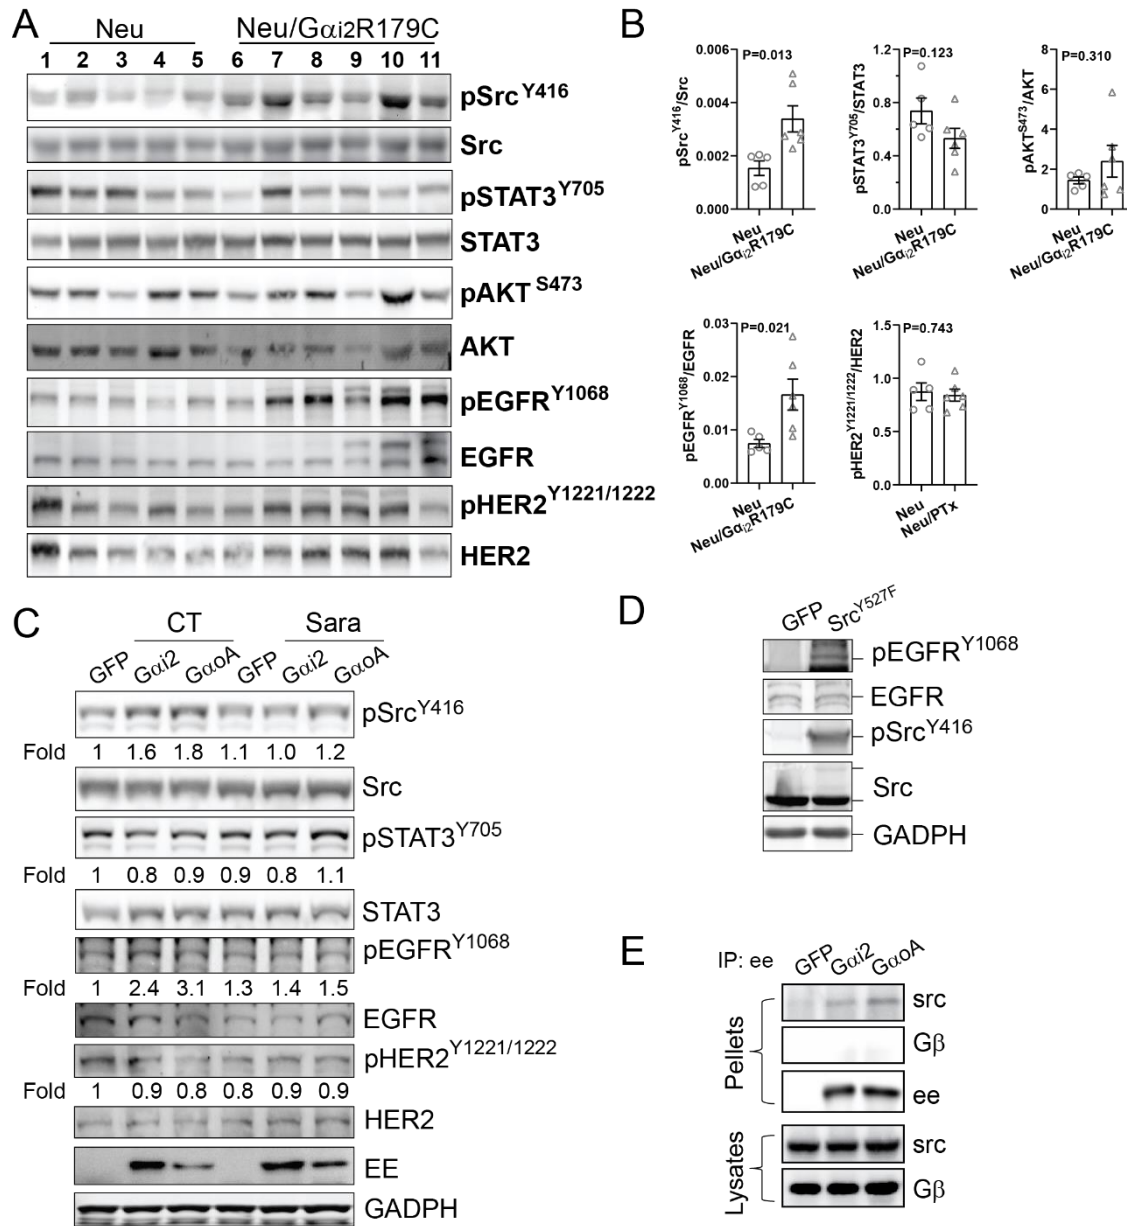 A
Neu Neu/Gαi2R179C
1 2 3 4 5 6 7 8 9 10 11
pSrcY416
Src
pSTAT3Y705
STAT3
pAKTS473
AKT
pEGFRY1068
EGFR
pHER2Y1221/1222
HER2
B
P=0.013
pSrcY416/Src
0.006
0.004
0.002
0.000
Neu
Neu/Gαi2R179C
P=0.123
pSTAT3Y705/STAT3
1.2
0.8
0.4
0.0
Neu
Neu/Gαi2R179C
P=0.310
pAKTS473/AKT
8
6
4
2
0
Neu
Neu/Gαi2R179C
P=0.021
pEGFRY1068/EGFR
0.03
0.02
0.01
0.00
Neu
Neu/Gαi2R179C
P=0.743
pHER2Y1221/1222/HER2
1.5
1.0
0.5
0.0
Neu
Neu/PTx
C
CT Sara
GFP Gαi2 GαoA GFP Gαi2 GαoA
pSrcY416
Fold 1 1.6 1.8 1.1 1.0 1.2
Src
pSTAT3Y705
Fold 1 0.8 0.9 0.9 0.8 1.1
STAT3
pEGFRY1068
Fold 1 2.4 3.1 1.3 1.4 1.5
EGFR
pHER2Y1221/1222
Fold 1 0.9 0.8 0.8 0.9 0.9
HER2
EE
GADPH
D
GFP SrcY527F
pEGFRY1068
EGFR
pSrcY416
Src
GADPH
E
IP: ee GFP Gαi2 GαoA
Pellets
src
Gβ
ee
Lysates
src
Gβ